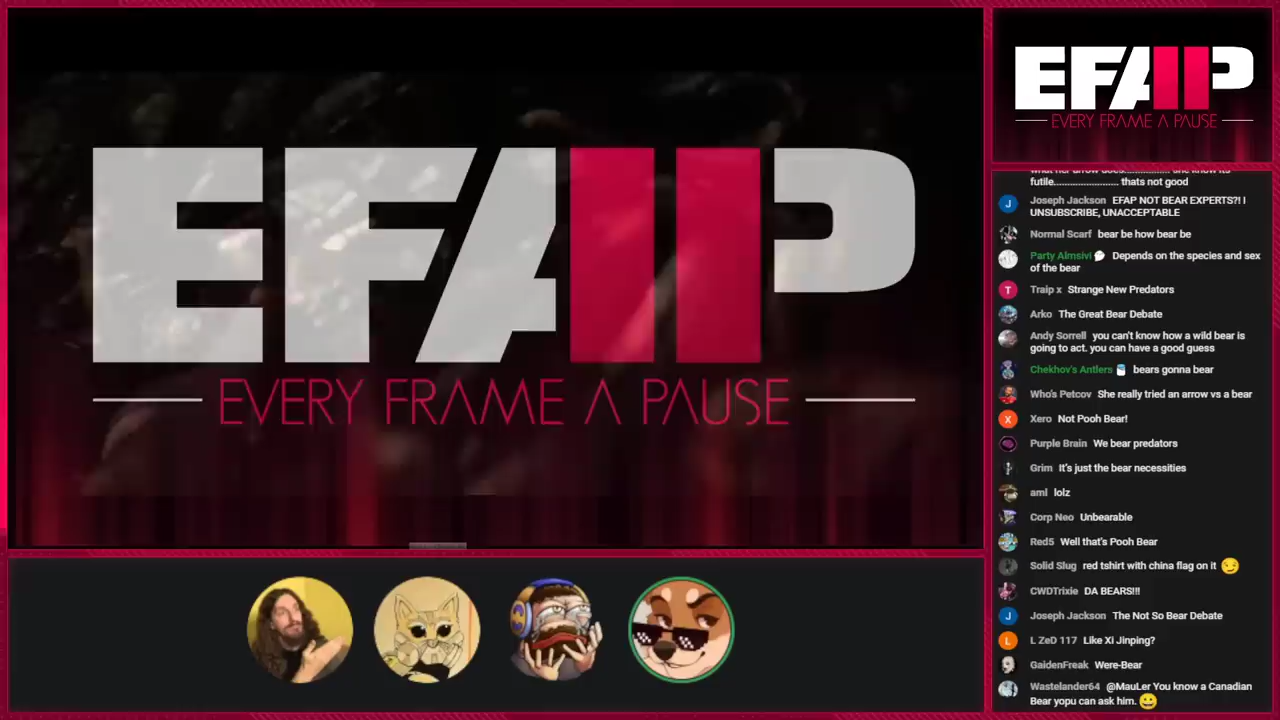 EFAP
EVERY FRAME A PAUSE
EFAP
EVERY FRAME A PAUSE
futile........................ thats not good
J Joseph Jackson EFAP NOT BEAR EXPERTS?! I
UNSUBSCRIBE, UNACCEPTABLE
Normal Scarf bear be how bear be
Party Almsivi Depends on the species and sex
of the bear
T Traip x Strange New Predators
Arko The Great Bear Debate
Andy Sorrell you can't know how a wild bear is
going to act. you can have a good guess
Chekhov's Antlers bears gonna bear
Who's Petcov She really tried an arrow vs a bear
X Xero Not Pooh Bear!
Purple Brain We bear predators
Grim It's just the bear necessities
aml lolz
Corp Neo Unbearable
Red5 Well that's Pooh Bear
Solid Slug red tshirt with china flag on it 😏
CWDTrixie DA BEARS!!!
J Joseph Jackson The Not So Bear Debate
L L ZeD 117 Like Xi Jinping?
GaidenFreak Were-Bear
Wastelander64 @MauLer You know a Canadian
Bear yopu can ask him. 😀